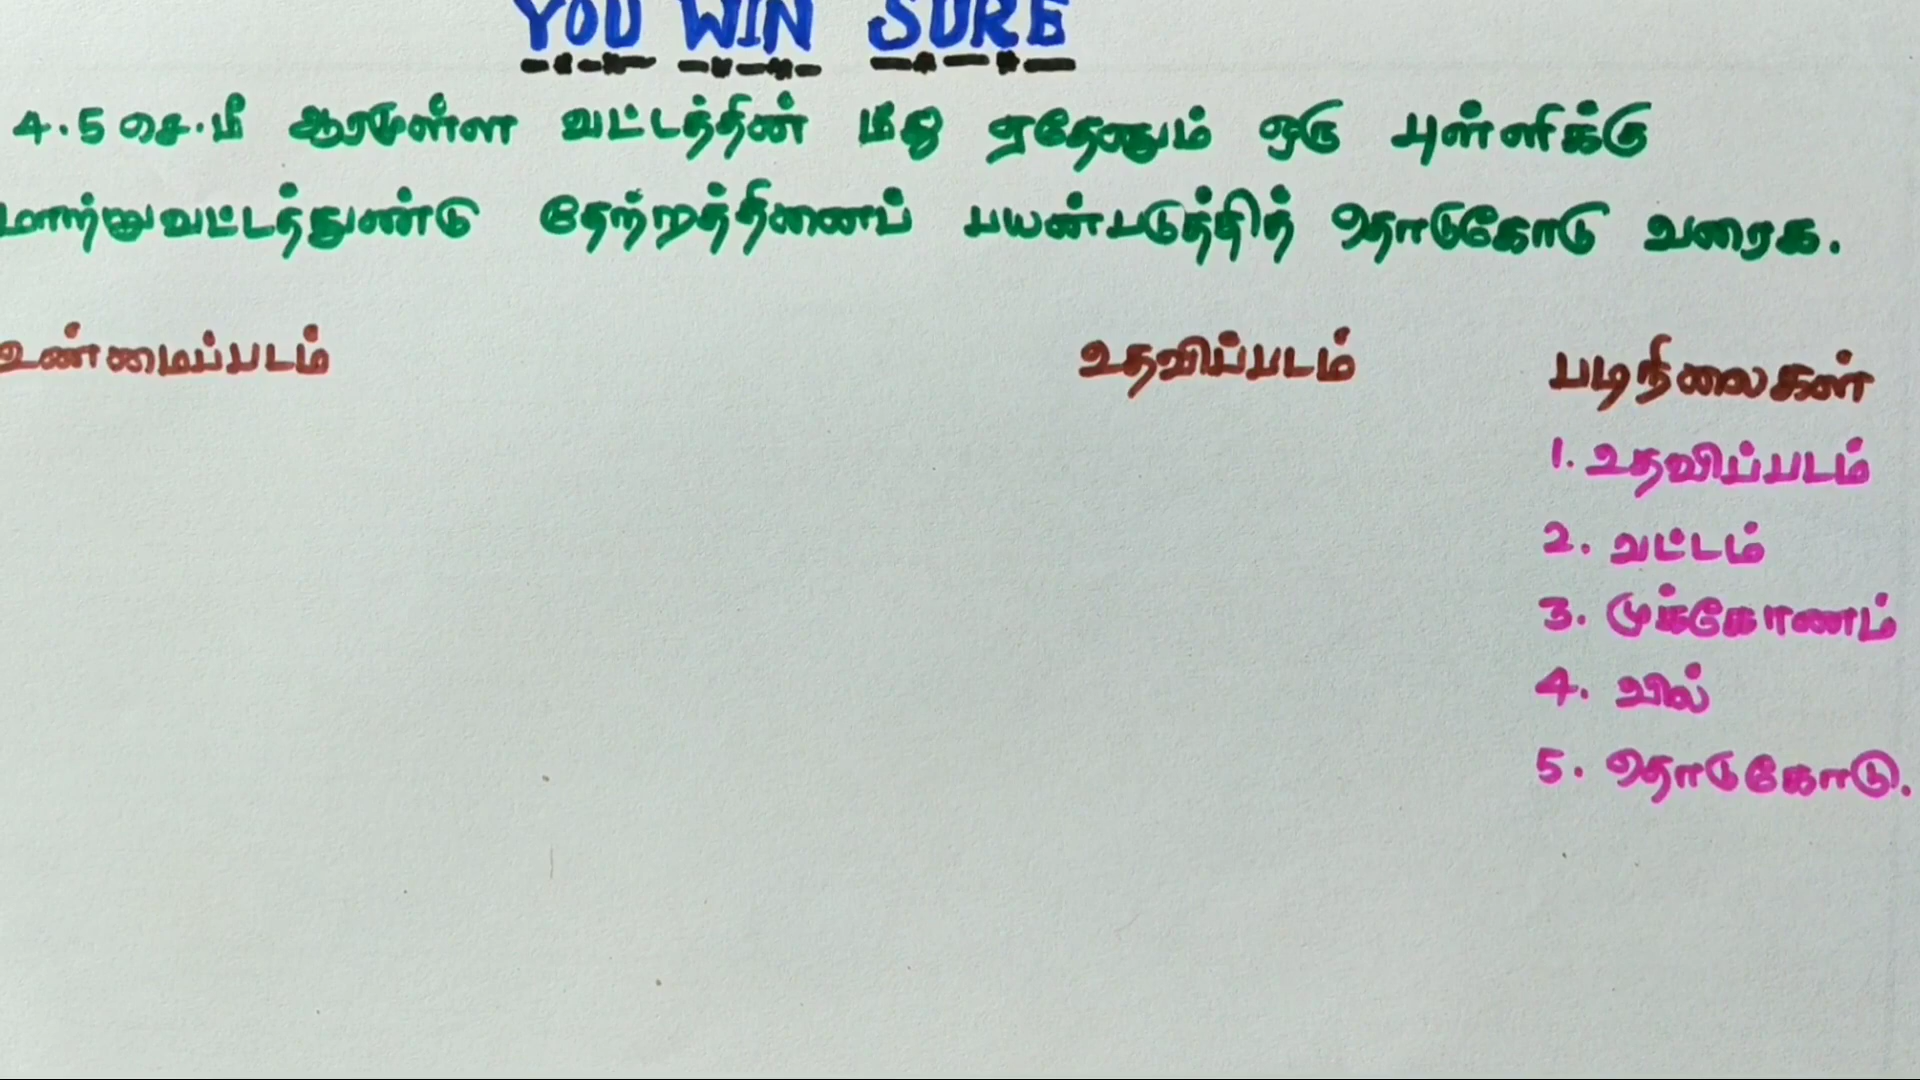 YOU WIN SURE
4.5 செ.மீ ஆரமுள்ள வட்டத்தின் மீது ஏதேனும் ஒரு புள்ளிக்கு
மாற்றுவட்டத்துண்டு தேற்றத்தினைப் பயன்படுத்தித் தொடுகோடு வரைக.
உண்மைப்படம்
உதவிப்படம்
படிநிலைகள்
1. உதவிப்படம்
2. வட்டம்
3. முக்கோணம்
4. வில்
5. தொடுகோடு.